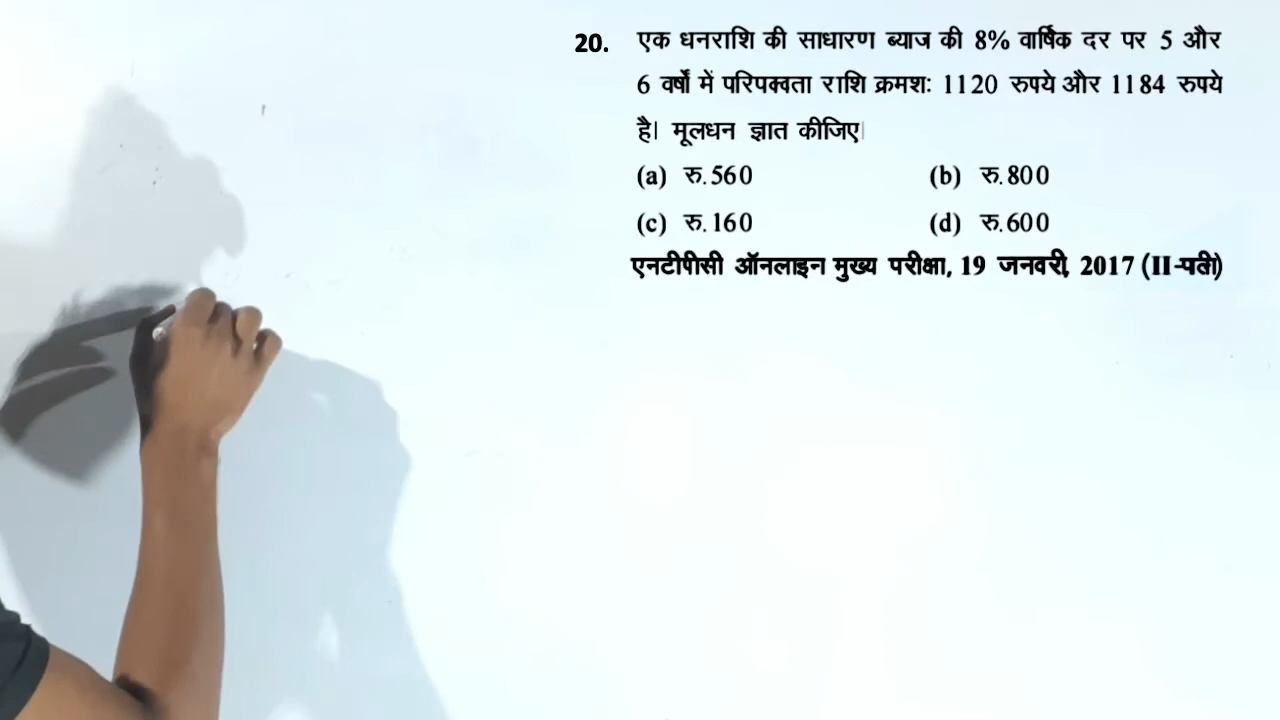 20. एक धनराशि की साधारण ब्याज की 8% वार्षिक दर पर 5 और
6 वर्षों में परिपक्वता राशि क्रमशः 1120 रुपये और 1184 रुपये
है। मूलधन ज्ञात कीजिए।
(a) रु.560 (b) रु.800
(c) रु.160 (d) रु.600
एनटीपीसी ऑनलाइन मुख्य परीक्षा, 19 जनवरी, 2017 (II-पाली)